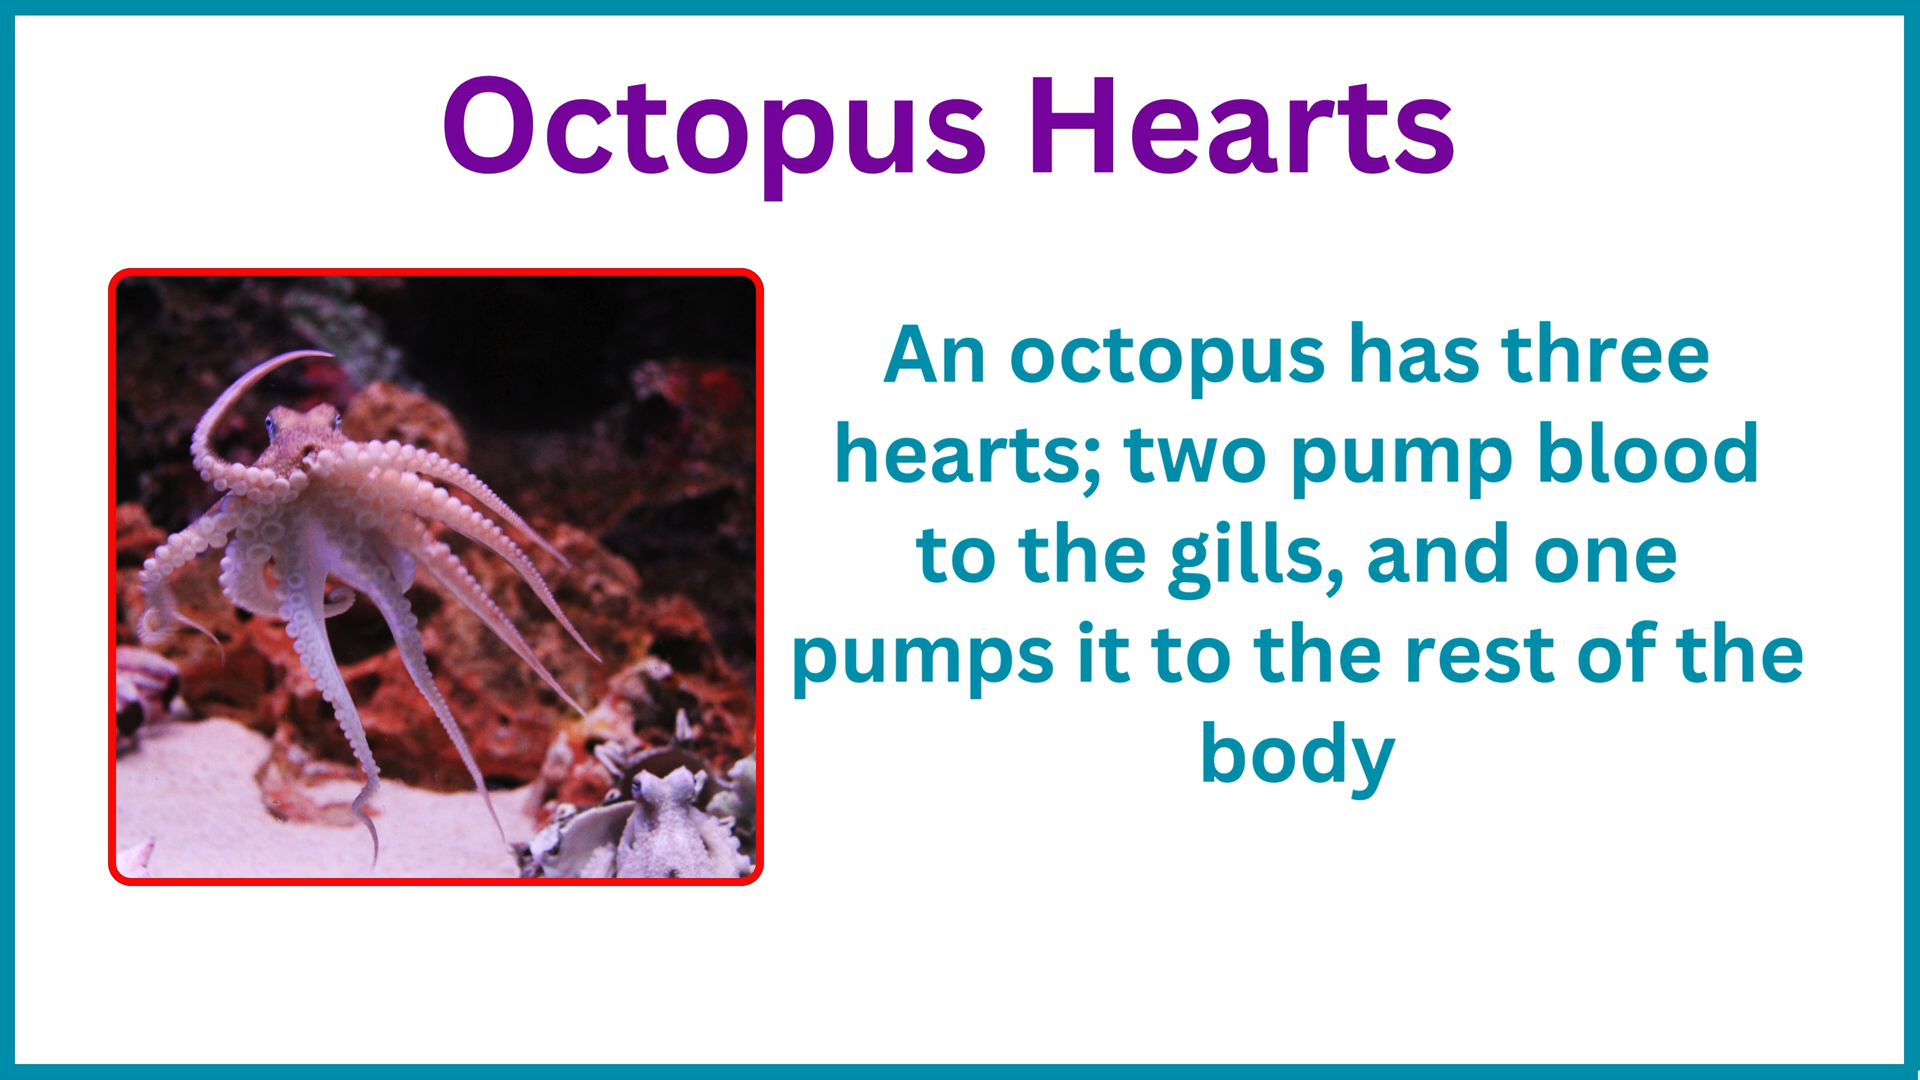 Octopus Hearts
An octopus has three
hearts; two pump blood
to the gills, and one
pumps it to the rest of the
body